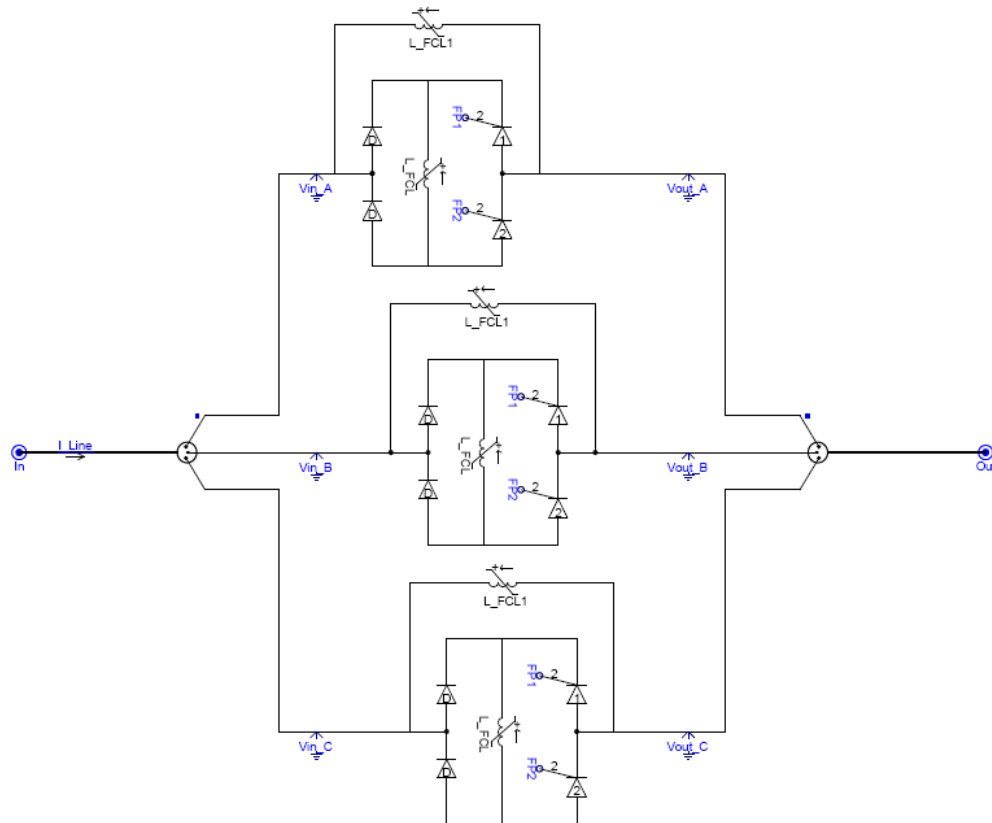 L_FCL1
FP1
2
D
1
L_FCL
Vin_A
Vout_A
D
FP2
2
2
L_FCL1
FP1
2
D
1
I_Line
L_FCL
In
Vin_B
Vout_B
Ou
D
FP2
2
2
L_FCL1
FP1
2
D
1
L_FCL
Vin_C
Vout_C
D
FP2
2
2